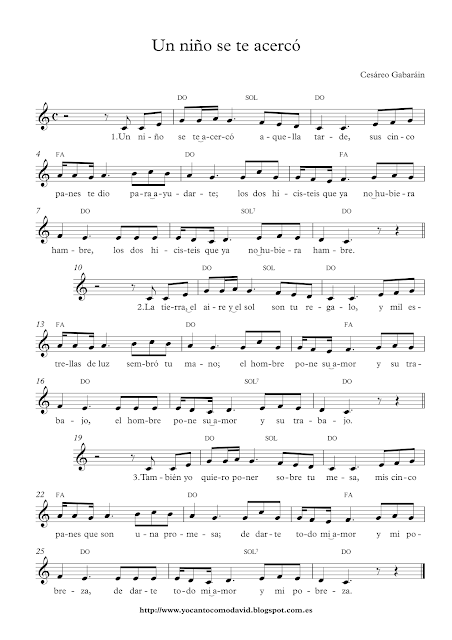 Un niño se te acercó
Cesáreo Gabaráin
DO SOL DO
1.Un ni-ño se te a-cer-có a-que-lla tar-de, sus cin-co
4 FA DO
pa-nes te dio pa-ra a-yu-dar-te; los dos hi-cis-teis que ya no hu-bie-ra
7 DO SOL⁷ DO
ham-bre, los dos hi-cis-teis que ya no hu-bie-ra ham-bre.
10 DO SOL DO
2.La tie-rra, el ai-re y el sol son tu re-ga-lo, y mil es-
13 FA DO FA
tre-llas de luz sem-bró tu ma-no; el hom-bre po-ne su a-mor y su tra-
16 DO SOL⁷ DO
ba-jo, el hom-bre po-ne su a-mor y su tra-ba-jo.
19 DO SOL DO
3.Tam-bién yo quie-ro po-ner so-bre tu me-sa, mis cin-co
22 FA DO FA
pa-nes que son u-na pro-me-sa; de dar-te to-do mi a-mor y mi po-
25 DO SOL⁷ DO
bre-za, de dar-te to-do mi a-mor y mi po-bre-za.
http://www.yocantocomodavid.blogspot.com.es